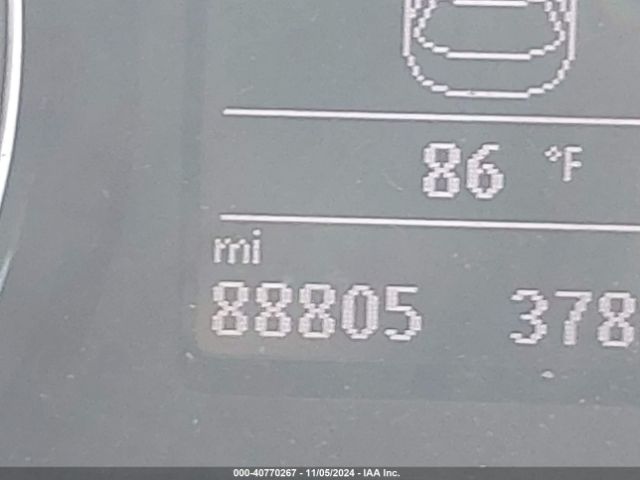 86 °F
mi
88805 378
000-40770267 - 11/05/2024 - IAA Inc.